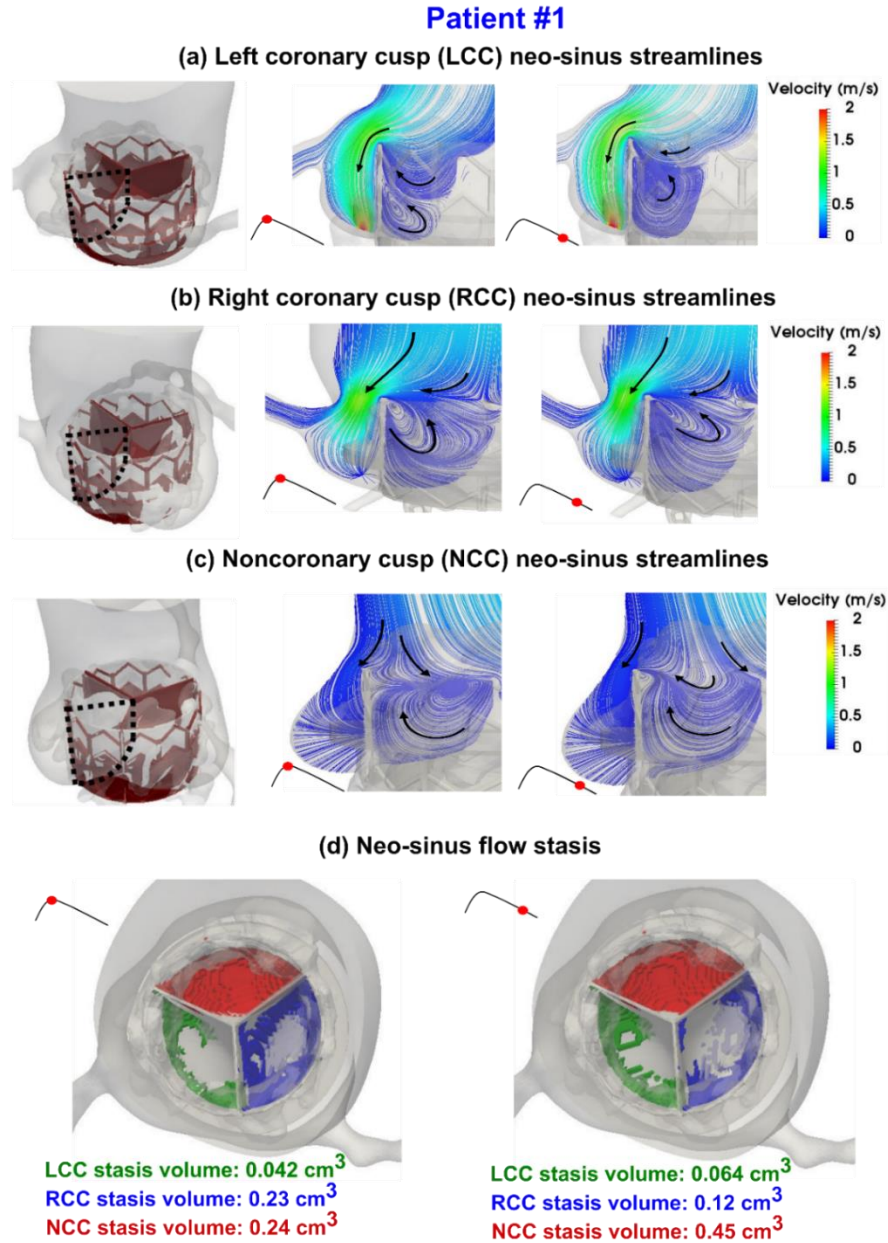 Patient #1
(a) Left coronary cusp (LCC) neo-sinus streamlines
Velocity (m/s)
2
1.5
1
0.5
0
(b) Right coronary cusp (RCC) neo-sinus streamlines
Velocity (m/s)
2
1.5
1
0.5
0
(c) Noncoronary cusp (NCC) neo-sinus streamlines
Velocity (m/s)
2
1.5
1
0.5
0
(d) Neo-sinus flow stasis
LCC stasis volume: 0.042 cm³
RCC stasis volume: 0.23 cm³
NCC stasis volume: 0.24 cm³
LCC stasis volume: 0.064 cm³
RCC stasis volume: 0.12 cm³
NCC stasis volume: 0.45 cm³